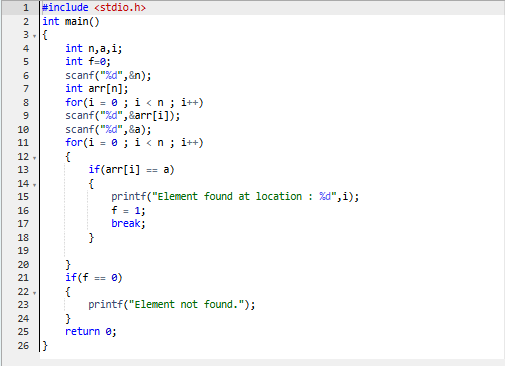 1 #include <stdio.h>
2 int main()
3 {
4 int n,a,i;
5 int f=0;
6 scanf("%d",&n);
7 int arr[n];
8 for(i = 0 ; i < n ; i++)
9 scanf("%d",&arr[i]);
10 scanf("%d",&a);
11 for(i = 0 ; i < n ; i++)
12 {
13 if(arr[i] == a)
14 {
15 printf("Element found at location : %d",i);
16 f = 1;
17 break;
18 }
19
20 }
21 if(f == 0)
22 {
23 printf("Element not found.");
24 }
25 return 0;
26 }